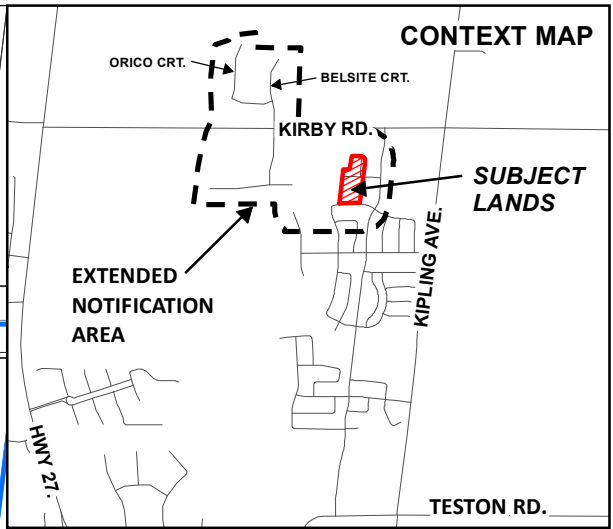 CONTEXT MAP
ORICO CRT.
BELSITE CRT.
KIRBY RD.
SUBJECT
LANDS
KIPLING AVE.
EXTENDED
NOTIFICATION
AREA
HWY 27.
TESTON RD.